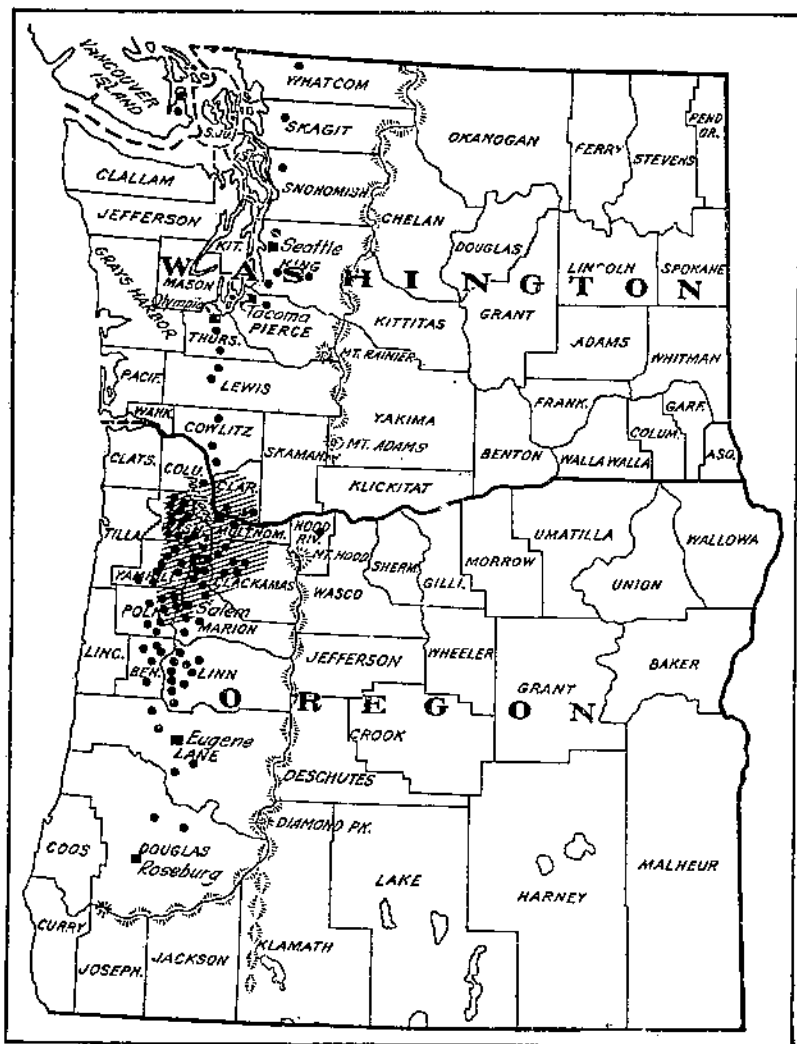 VANCOUVER
ISLAND
WHATCOM
SKAGIT
OKANOGAN
FERRY
STEVENS
PEND
OR.
S.JU.
CLALLAM
SNOHOMISH
JEFFERSON
CHELAN
KIT.
Seattle
KING
DOUGLAS
LINCOLN
SPOKANE
WASHINGTON
MASON
GRAYS HARBOR
Olympia
Tacoma
PIERCE
KITTITAS
GRANT
ADAMS
THURS.
MT. RAINIER
WHITMAN
PACIF.
LEWIS
WAHK.
COWLITZ
YAKIMA
FRANK.
GARF.
COLUM.
SKAMAN.
MT. ADAMS
BENTON
WALLA WALLA
ASO.
CLATS.
COLU.
CLAR.
KLICKITAT
TILLA.
MULTNOM.
HOOD
RIV.
UMATILLA
WALLOWA
MT. HOOD
SHERM.
MORROW
YAMHILL
CLACKAMAS
WASCO
GILLI.
UNION
POLK
Salem
MARION
LINC.
BEN.
LINN
JEFFERSON
WHEELER
GRANT
BAKER
OREGON
Eugene
LANE
CROOK
DESCHUTES
DIAMOND PK.
COOS
DOUGLAS
Roseburg
MALHEUR
LAKE
HARNEY
CURRY
JOSEPH.
JACKSON
KLAMATH